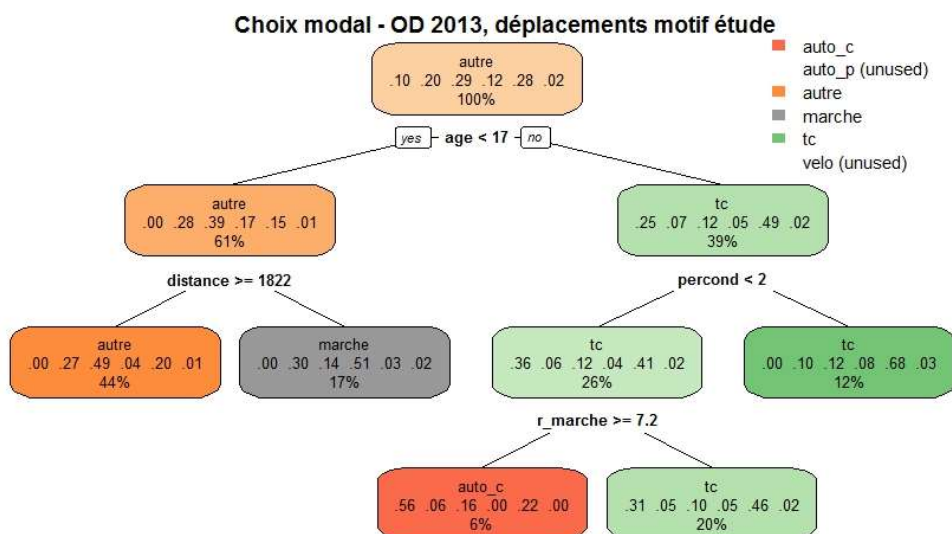 Choix modal - OD 2013, déplacements motif étude
auto_c
auto_p (unused)
autre
marche
tc
velo (unused)
autre
.10 .20 .29 .12 .28 .02
100%
yes age < 17 no
autre
.00 .28 .39 .17 .15 .01
61%
tc
.25 .07 .12 .05 .49 .02
39%
distance >= 1822
percond < 2
autre
.00 .27 .49 .04 .20 .01
44%
marche
.00 .30 .14 .51 .03 .02
17%
tc
.36 .06 .12 .04 .41 .02
26%
tc
.00 .10 .12 .08 .68 .03
12%
r_marche >= 7.2
auto_c
.56 .06 .16 .00 .22 .00
6%
tc
.31 .05 .10 .05 .46 .02
20%